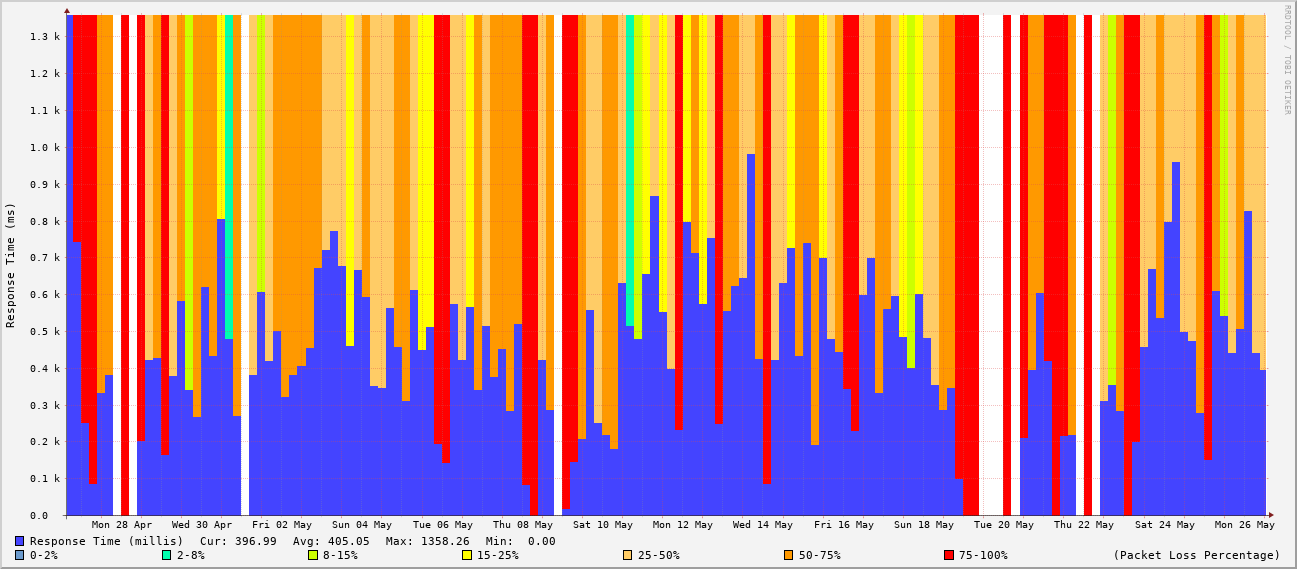 RRDTOOL / TOBI OETIKER
Response Time (ms)
1.3 k
1.2 k
1.1 k
1.0 k
0.9 k
0.8 k
0.7 k
0.6 k
0.5 k
0.4 k
0.3 k
0.2 k
0.1 k
0.0
Mon 28 Apr Wed 30 Apr Fri 02 May Sun 04 May Tue 06 May Thu 08 May Sat 10 May Mon 12 May Wed 14 May Fri 16 May Sun 18 May Tue 20 May Thu 22 May Sat 24 May Mon 26 May
Response Time (millis) Cur: 396.99 Avg: 405.05 Max: 1358.26 Min: 0.00
0-2% 2-8% 8-15% 15-25% 25-50% 50-75% 75-100% (Packet Loss Percentage)